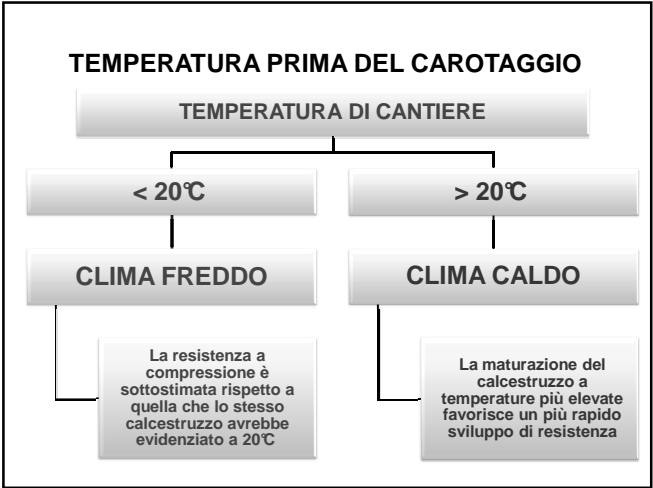 TEMPERATURA PRIMA DEL CAROTAGGIO
TEMPERATURA DI CANTIERE
< 20°C
> 20°C
CLIMA FREDDO
CLIMA CALDO
La resistenza a
compressione è
sottostimata rispetto a
quella che lo stesso
calcestruzzo avrebbe
evidenziato a 20°C
La maturazione del
calcestruzzo a
temperature più elevate
favorisce un più rapido
sviluppo di resistenza